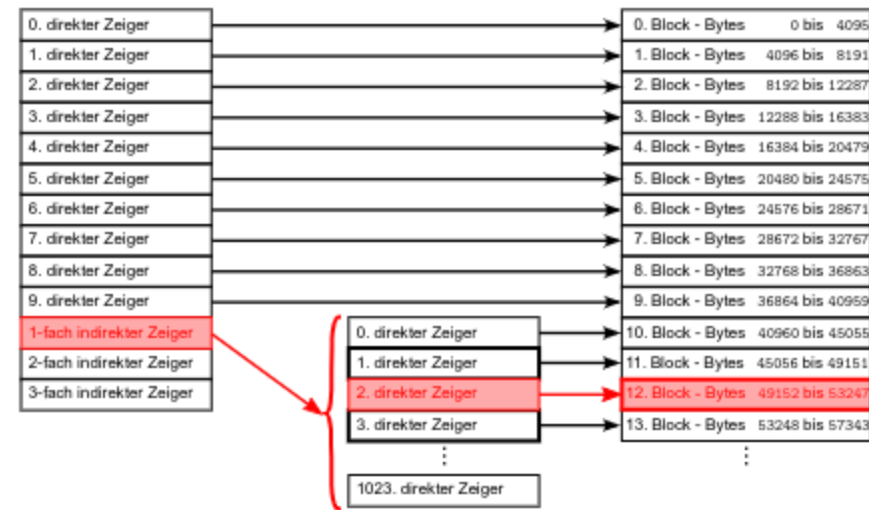 0. direkter Zeiger
0. Block - Bytes 0 bis 4095
1. direkter Zeiger
1. Block - Bytes 4096 bis 8191
2. direkter Zeiger
2. Block - Bytes 8192 bis 12287
3. direkter Zeiger
3. Block - Bytes 12288 bis 16383
4. direkter Zeiger
4. Block - Bytes 16384 bis 20479
5. direkter Zeiger
5. Block - Bytes 20480 bis 24575
6. direkter Zeiger
6. Block - Bytes 24576 bis 28671
7. direkter Zeiger
7. Block - Bytes 28672 bis 32767
8. direkter Zeiger
8. Block - Bytes 32768 bis 36863
9. direkter Zeiger
9. Block - Bytes 36864 bis 40959
1-fach indirekter Zeiger
0. direkter Zeiger
10. Block - Bytes 40960 bis 45055
2-fach indirekter Zeiger
1. direkter Zeiger
11. Block - Bytes 45056 bis 49151
3-fach indirekter Zeiger
2. direkter Zeiger
12. Block - Bytes 49152 bis 53247
3. direkter Zeiger
13. Block - Bytes 53248 bis 57343
1023. direkter Zeiger